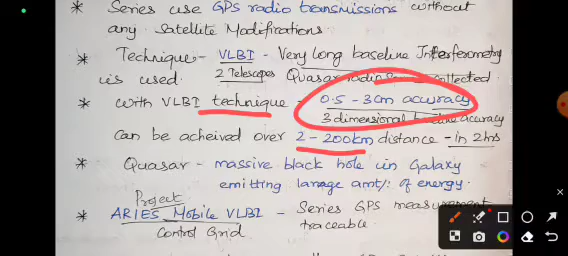 * Series use GPS radio transmissions without
any Satellite Modifications.
* Technique - VLBI - Very long baseline Interferometry
is used. 2 Telescopes Quasar
* with VLBI technique - 0.5 - 3cm accuracy
3 dimensional accuracy
can be acheived over 2 - 200km distance - in 2hrs
* Quasar - massive black hole in Galaxy
emitting larage amt/: of energy.
Project
* ARIES Mobile VLBI - Series GPS
Control Grid traceable.